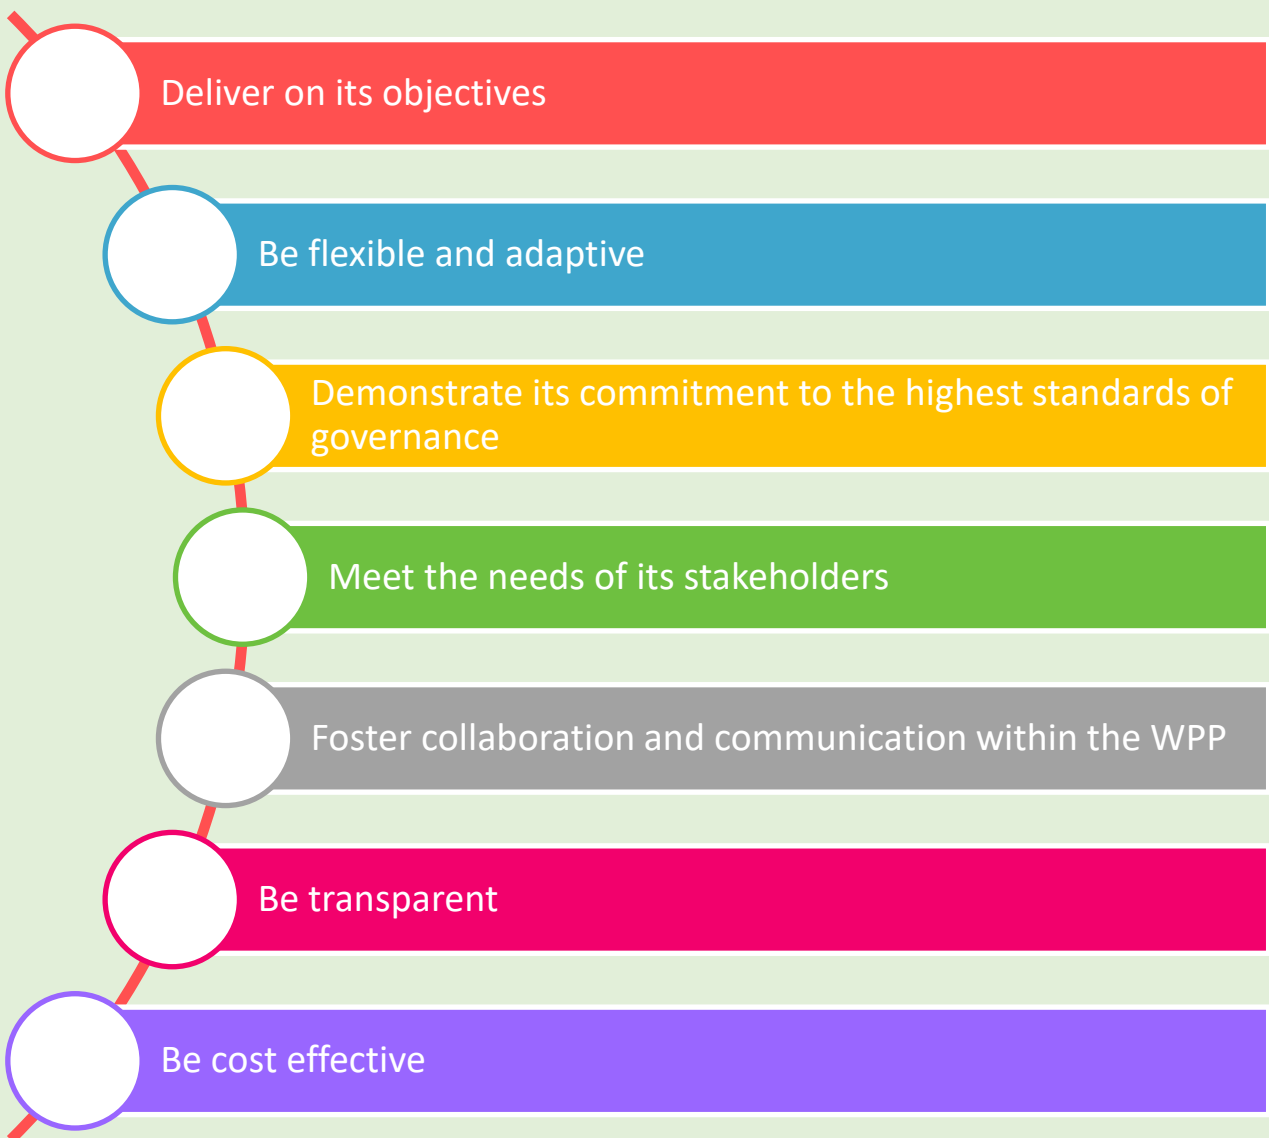 Deliver on its objectives
Be flexible and adaptive
Demonstrate its commitment to the highest standards of
governance
Meet the needs of its stakeholders
Foster collaboration and communication within the WPP
Be transparent
Be cost effective